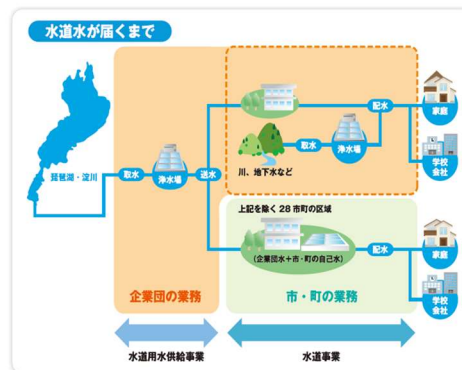 水道水が届くまで
琵琶湖・淀川
取水
浄水場
送水
川、地下水など
取水
浄水場
配水
家庭
学校
会社
上記を除く28市町の区域
(企業団水+市・町の自己水)
配水
家庭
学校
会社
企業団の業務
市・町の業務
水道用水供給事業
水道事業